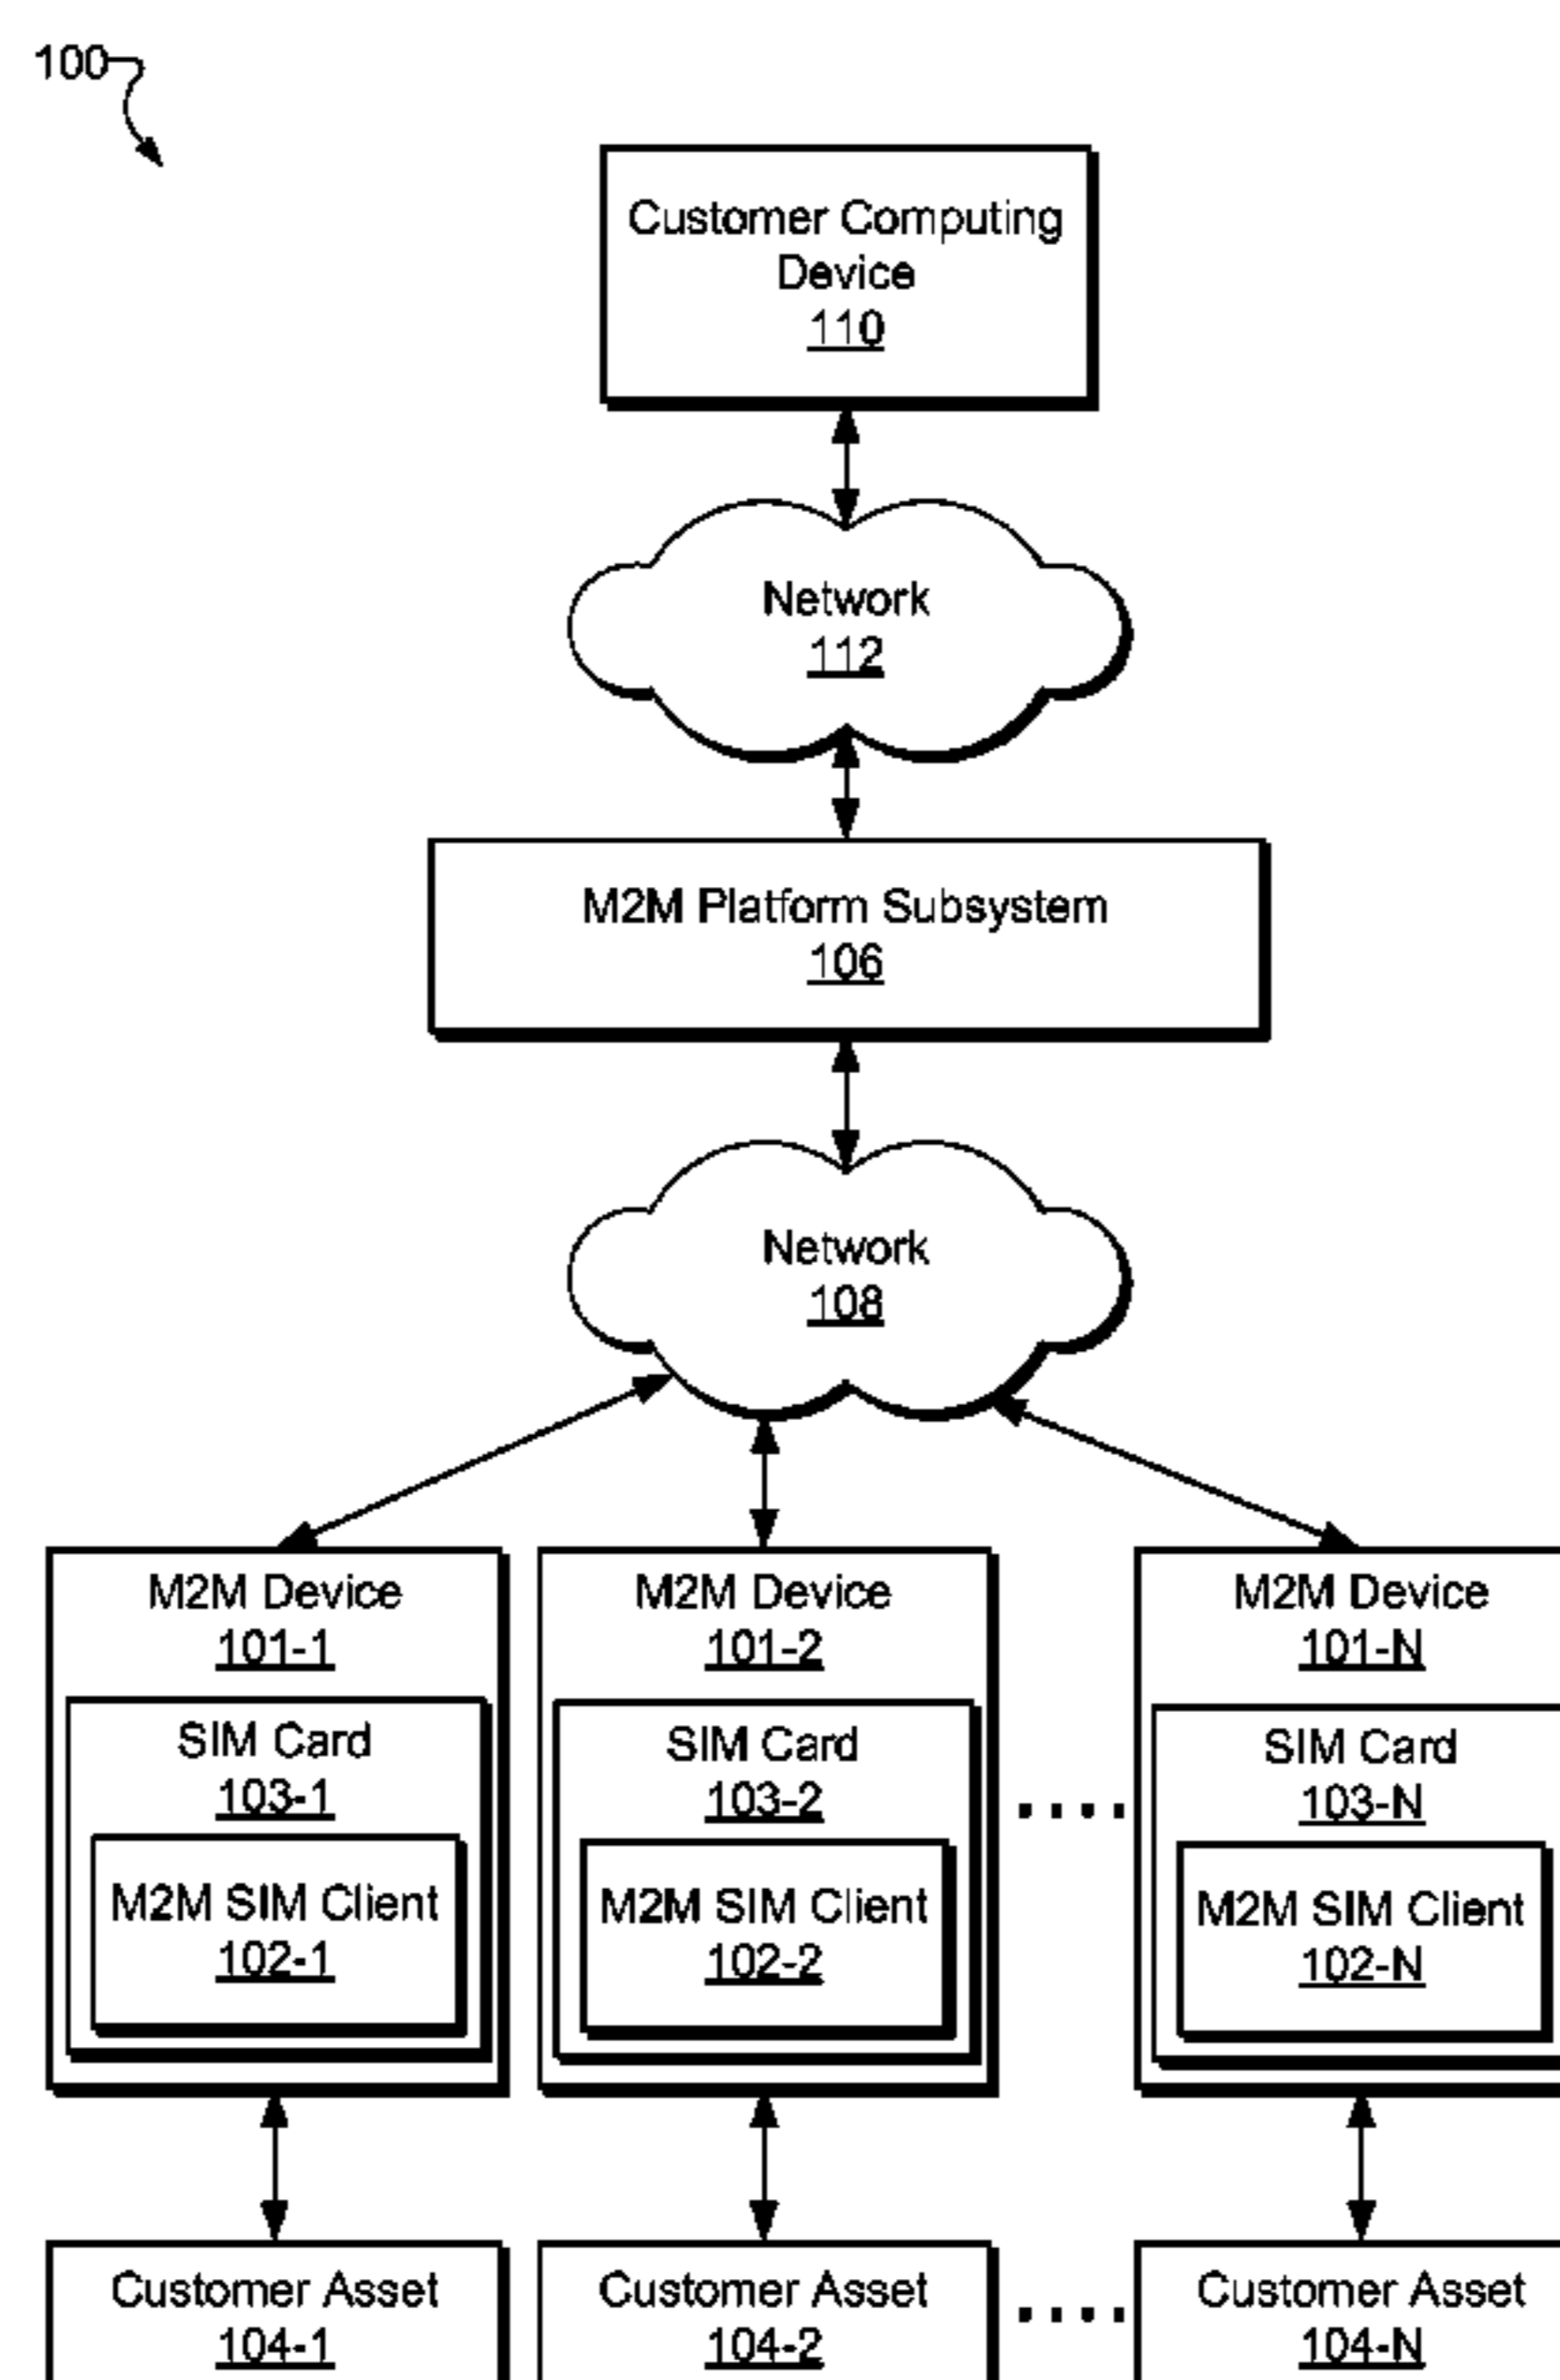 100
Customer Computing
Device
110
Network
112
M2M Platform Subsystem
106
Network
108
M2M Device
101-1
SIM Card
103-1
M2M SIM Client
102-1
M2M Device
101-2
SIM Card
103-2
M2M SIM Client
102-2
M2M Device
101-N
SIM Card
103-N
M2M SIM Client
102-N
Customer Asset
104-1
Customer Asset
104-2
Customer Asset
104-N